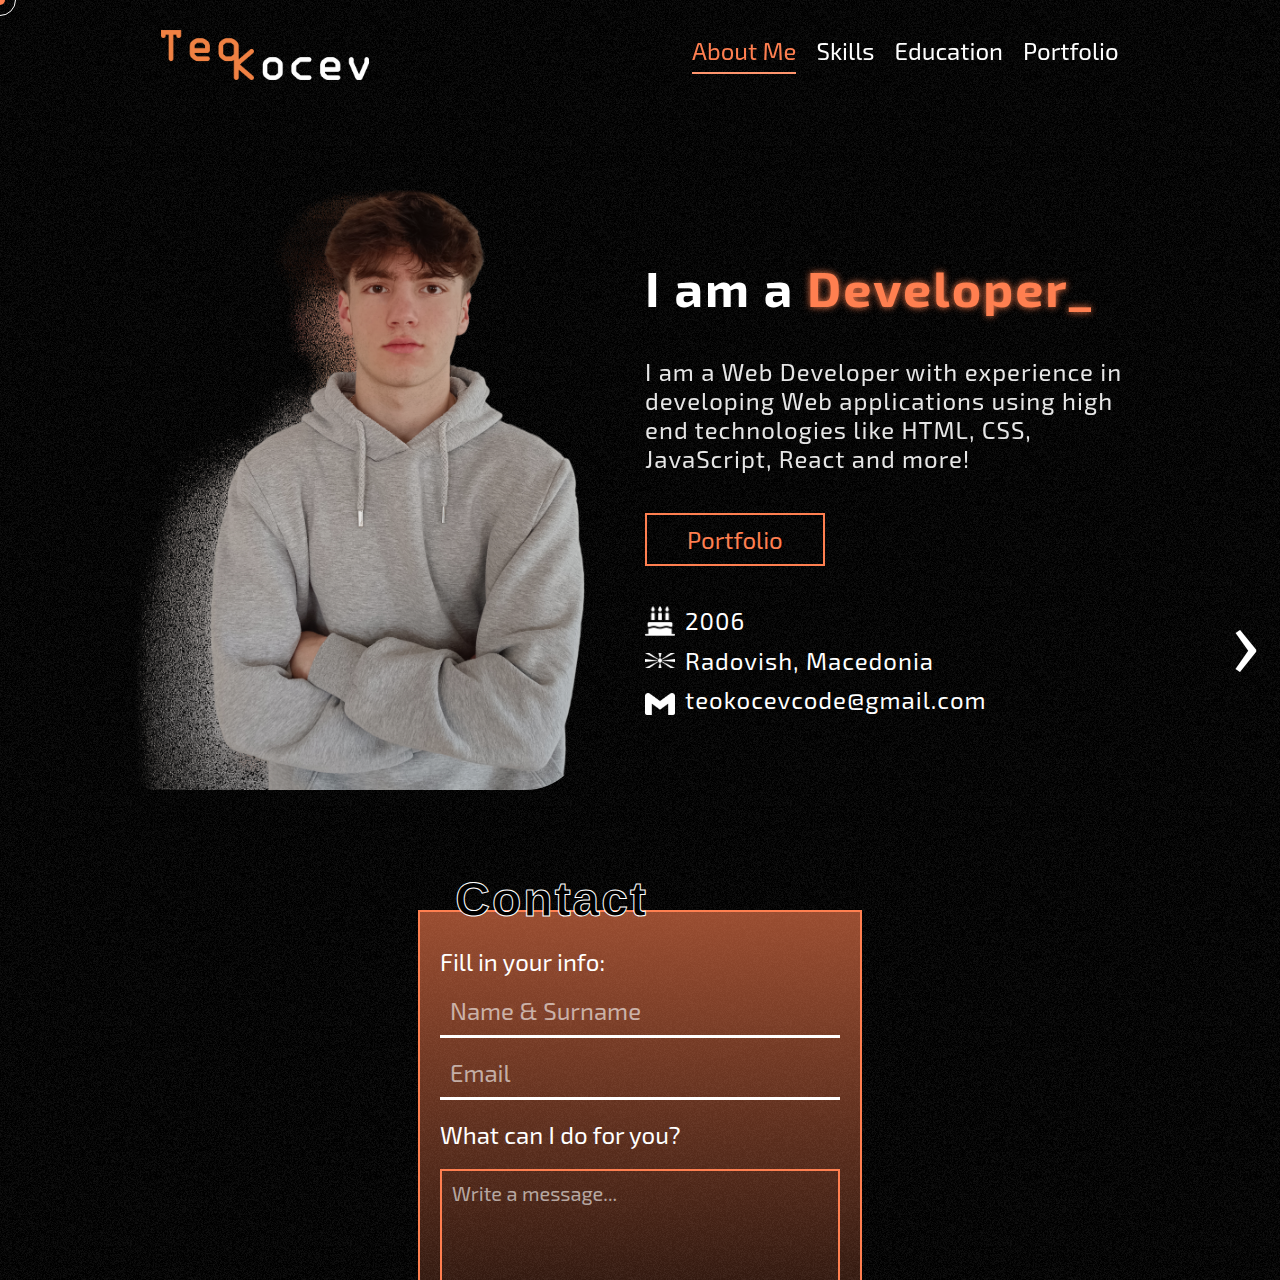 Teo
Kocev
About Me Skills Education Portfolio
I am a Developer_
I am a Web Developer with experience in
developing Web applications using high
end technologies like HTML, CSS,
JavaScript, React and more!
Portfolio
2006
Radovish, Macedonia
teokocevcode@gmail.com
Contact
Fill in your info:
Name & Surname
Email
What can I do for you?
Write a message...